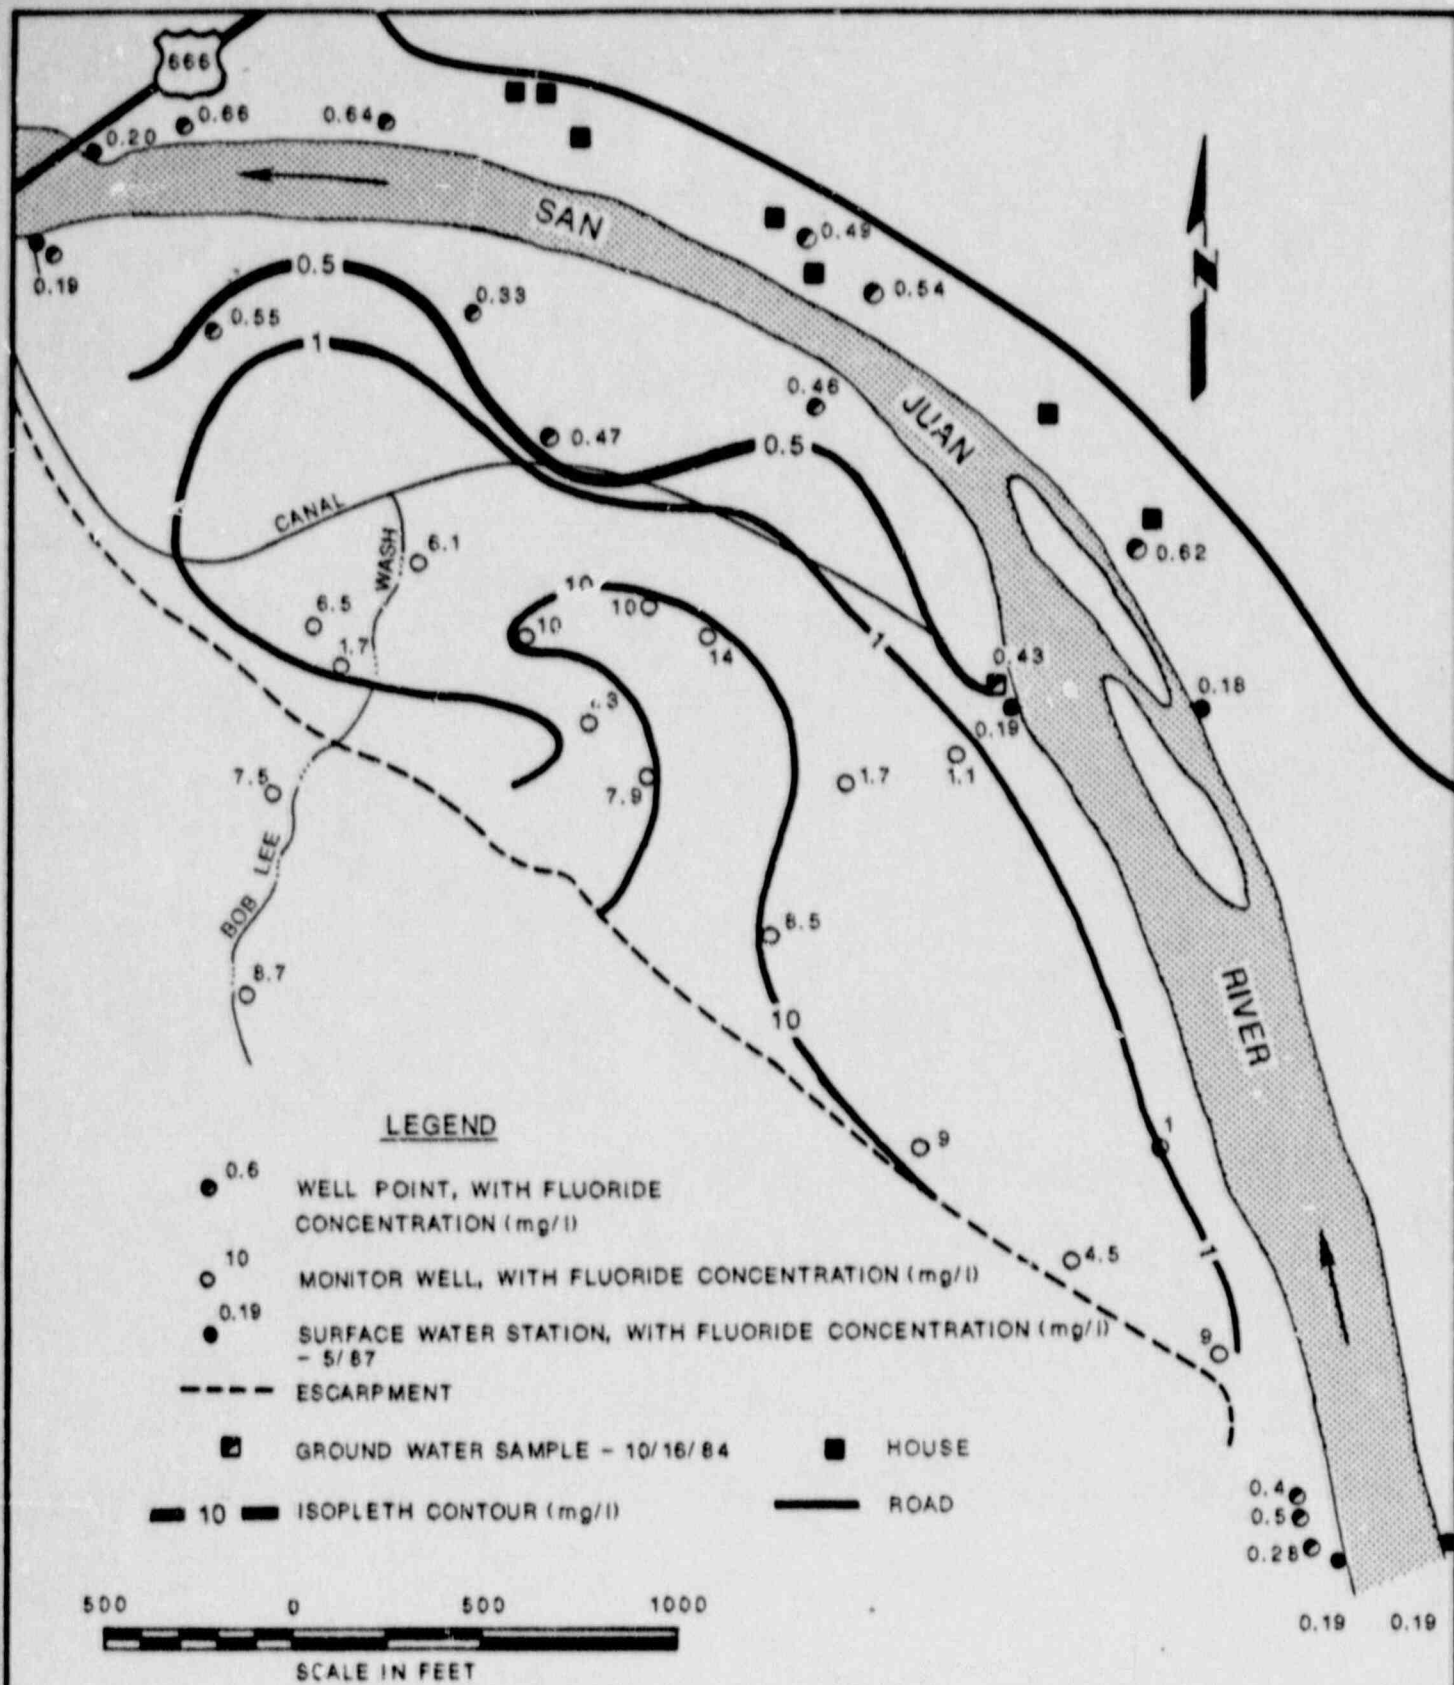 666
0.20
0.66
0.64
SAN
0.49
0.54
0.19
0.5
0.33
0.55
1
0.46
JUAN
0.47
0.5
CANAL
WASH
6.1
0.62
10
6.5
10
10
1.7
14
1
0.43
0.18
0.19
7.5
7.9
1.7
1.1
BOB LEE
8.5
8.7
RIVER
10
9
1
4.5
1
9
LEGEND
0.6
WELL POINT, WITH FLUORIDE
CONCENTRATION (mg/l)
10
MONITOR WELL, WITH FLUORIDE CONCENTRATION (mg/l)
0.19
SURFACE WATER STATION, WITH FLUORIDE CONCENTRATION (mg/l)
- 5/87
ESCARPMENT
GROUND WATER SAMPLE - 10/16/84
HOUSE
10
ISOPLETH CONTOUR (mg/l)
ROAD
0.4
0.5
0.28
0.19
0.19
500 0 500 1000
SCALE IN FEET
N